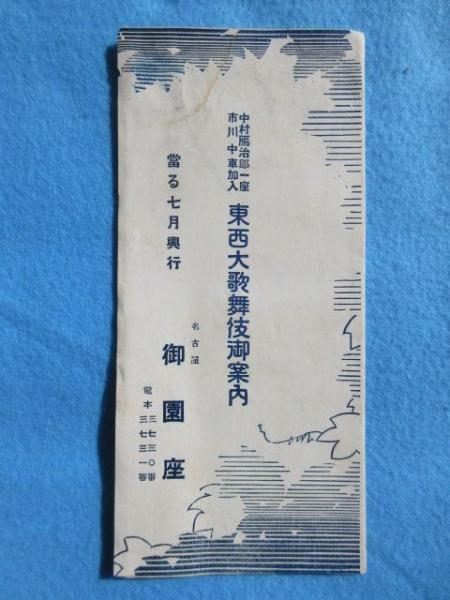 中村鴈治郎一座
市川中車加入
東西大歌舞伎御案内
當る七月興行
名古屋
御園座
電本三七三〇番
三七三一番